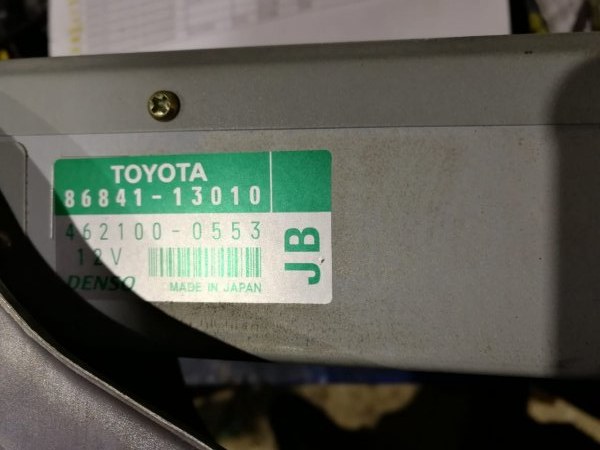 TOYOTA
86841-13010
462100-0553
12V
DENSO
MADE IN JAPAN
JB